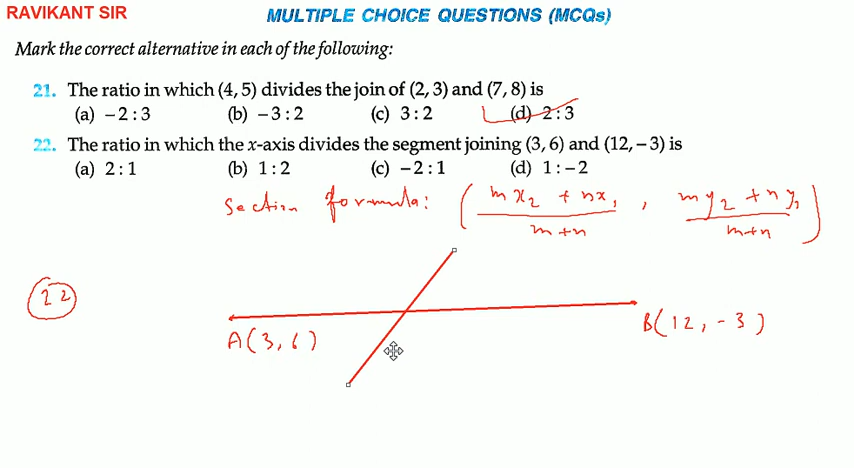 RAVIKANT SIR
MULTIPLE CHOICE QUESTIONS (MCQs)
Mark the correct alternative in each of the following:
21. The ratio in which (4, 5) divides the join of (2, 3) and (7, 8) is
(a) −2 : 3 (b) −3 : 2 (c) 3 : 2 (d) 2 : 3
22. The ratio in which the x-axis divides the segment joining (3, 6) and (12, −3) is
(a) 2 : 1 (b) 1 : 2 (c) −2 : 1 (d) 1 : −2
Section formula: ( (mx₂ + nx₁)/(m+n) , (my₂ + ny₁)/(m+n) )
22
A(3, 6) B(12, -3)